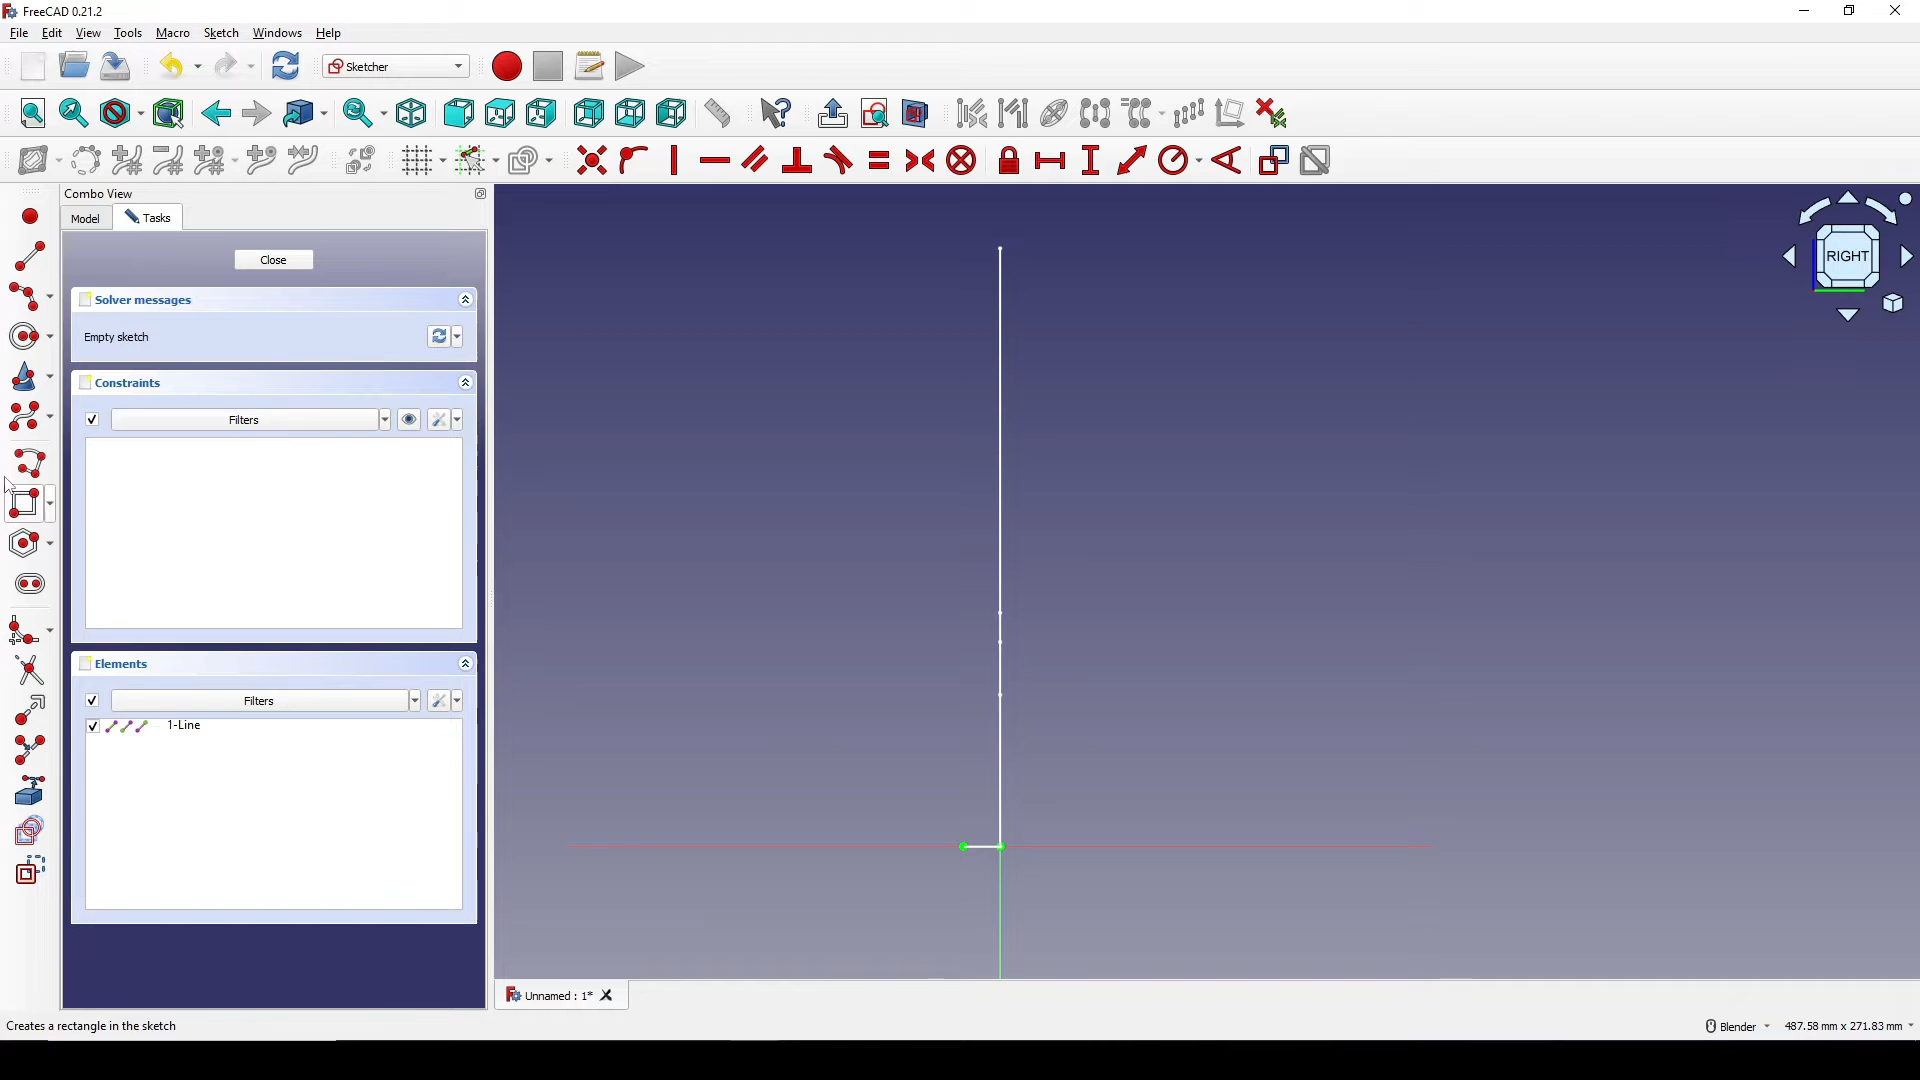 FreeCAD 0.21.2
File Edit View Tools Macro Sketch Windows Help
Sketcher
Combo View
Model Tasks
Close
Solver messages
Empty sketch
Constraints
Filters
Elements
Filters
1-Line
RIGHT
Unnamed : 1*
Creates a rectangle in the sketch
Blender 487.58 mm x 271.83 mm